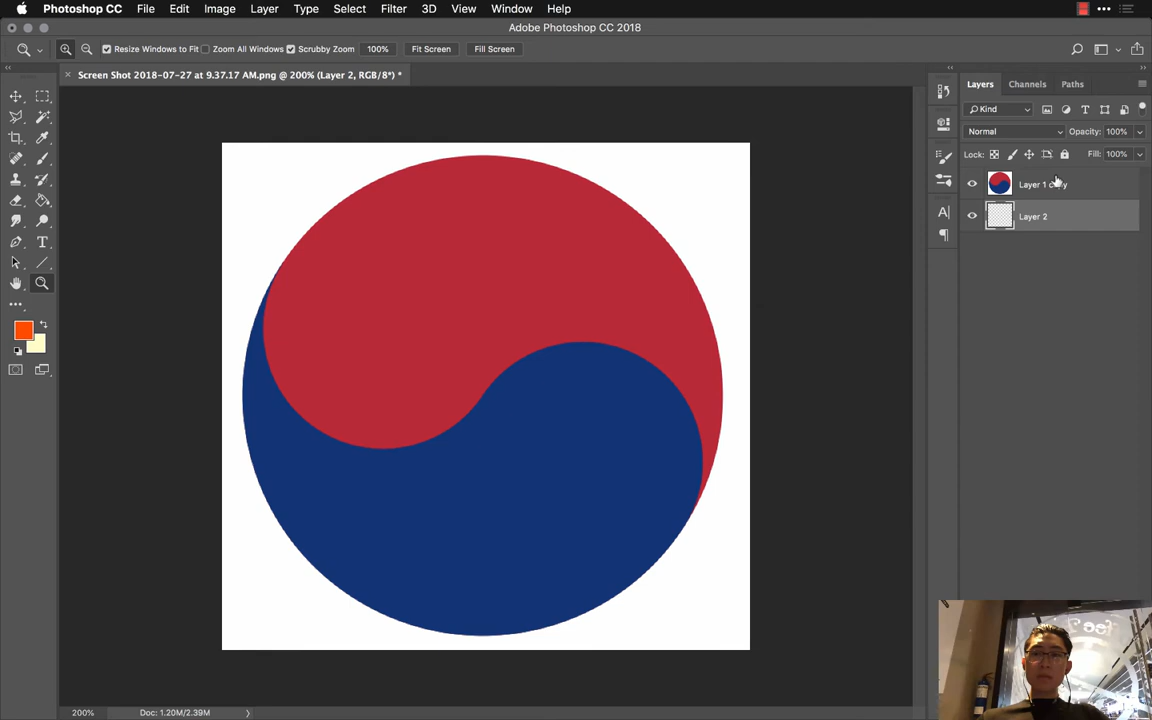 Photoshop CC File Edit Image Layer Type Select Filter 3D View Window Help
Adobe Photoshop CC 2018
Resize Windows to Fit Zoom All Windows Scrubby Zoom 100% Fit Screen Fill Screen
Screen Shot 2018-07-27 at 9.37.17 AM.png @ 200% (Layer 2, RGB/8*) *
Layers Channels Paths
Kind
Normal Opacity: 100%
Lock: Fill: 100%
Layer 1
Layer 2
200% Doc: 1.20M/2.39M